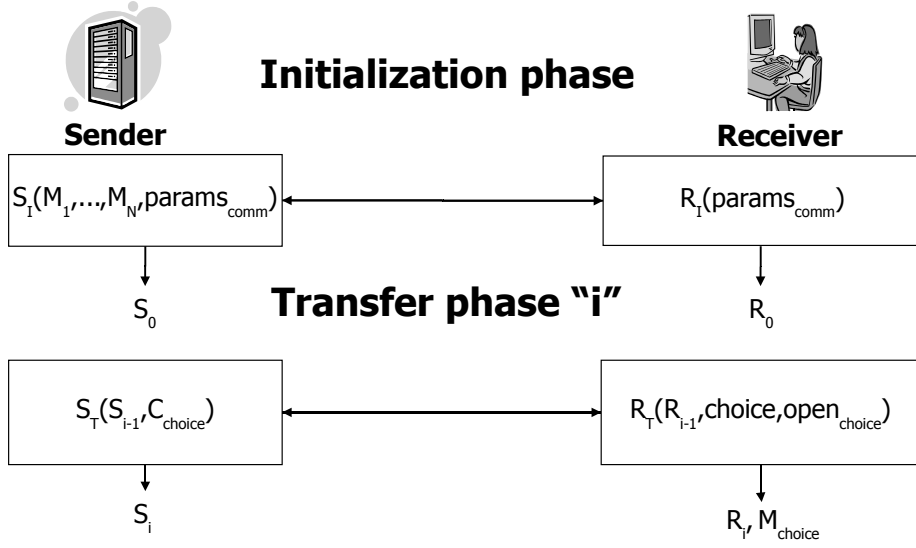 Initialization phase
Sender Receiver
S_I(M_1,...,M_N,params_comm) R_I(params_comm)
S_0 R_0
Transfer phase “i”
S_T(S_i-1,C_choice) R_T(R_i-1,choice,open_choice)
S_i R_i, M_choice